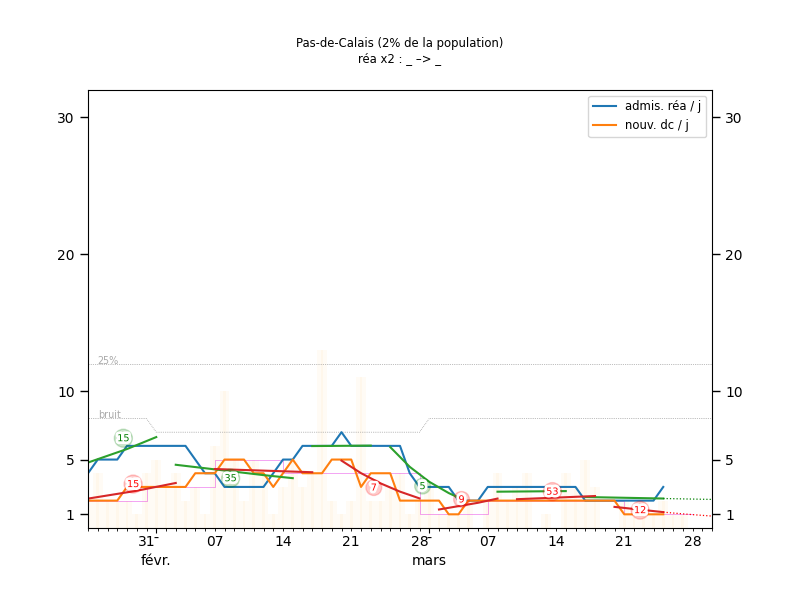 Pas-de-Calais (2% de la population)
réa x2 : _ –> _
admis. réa / j
nouv. dc / j
30 30
20 20
25%
10 10
bruit
15
5 5
35
15
7
5
9
53
12
1 1
31 07 14 21 28 07 14 21 28
févr. mars